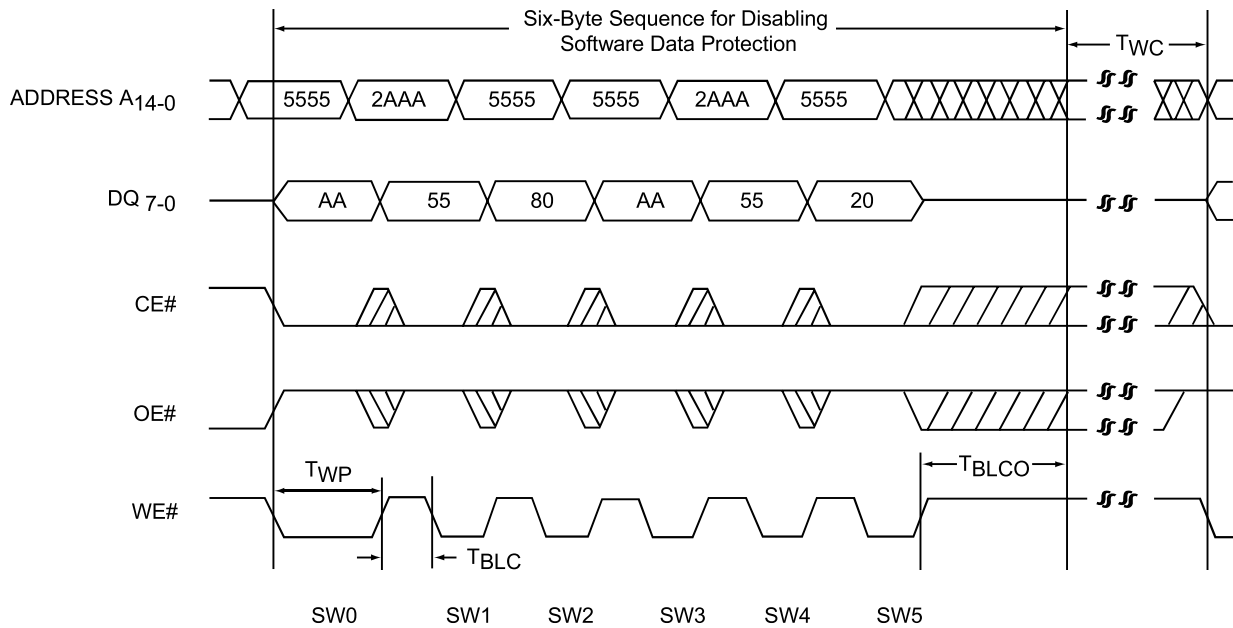 Six-Byte Sequence for Disabling
Software Data Protection
TWC
ADDRESS A14-0
5555 2AAA 5555 5555 2AAA 5555
DQ 7-0
AA 55 80 AA 55 20
CE#
OE#
TWP
TBLCO
WE#
TBLC
SW0 SW1 SW2 SW3 SW4 SW5